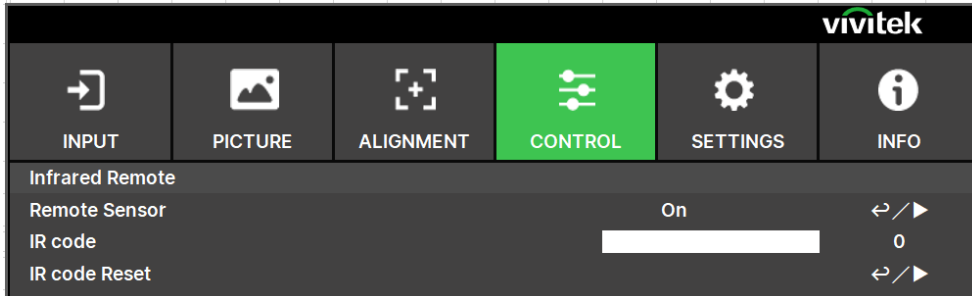 vivitek
INPUT PICTURE ALIGNMENT CONTROL SETTINGS INFO
Infrared Remote
Remote Sensor On ↩/▶
IR code 0
IR code Reset ↩/▶